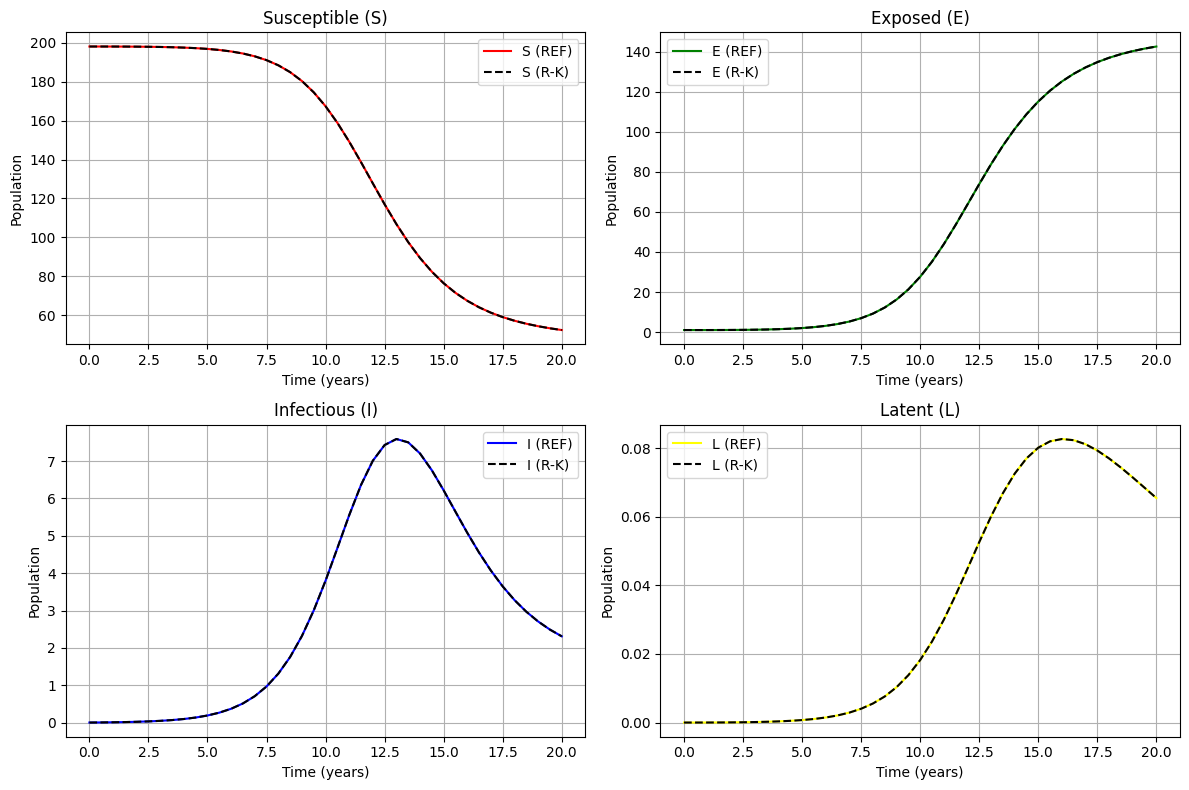 Susceptible (S)
Population
200
180
160
140
120
100
80
60
S (REF)
S (R-K)
0.0 2.5 5.0 7.5 10.0 12.5 15.0 17.5 20.0
Time (years)
Exposed (E)
Population
140
120
100
80
60
40
20
0
E (REF)
E (R-K)
0.0 2.5 5.0 7.5 10.0 12.5 15.0 17.5 20.0
Time (years)
Infectious (I)
Population
7
6
5
4
3
2
1
0
I (REF)
I (R-K)
0.0 2.5 5.0 7.5 10.0 12.5 15.0 17.5 20.0
Time (years)
Latent (L)
Population
0.08
0.06
0.04
0.02
0.00
L (REF)
L (R-K)
0.0 2.5 5.0 7.5 10.0 12.5 15.0 17.5 20.0
Time (years)